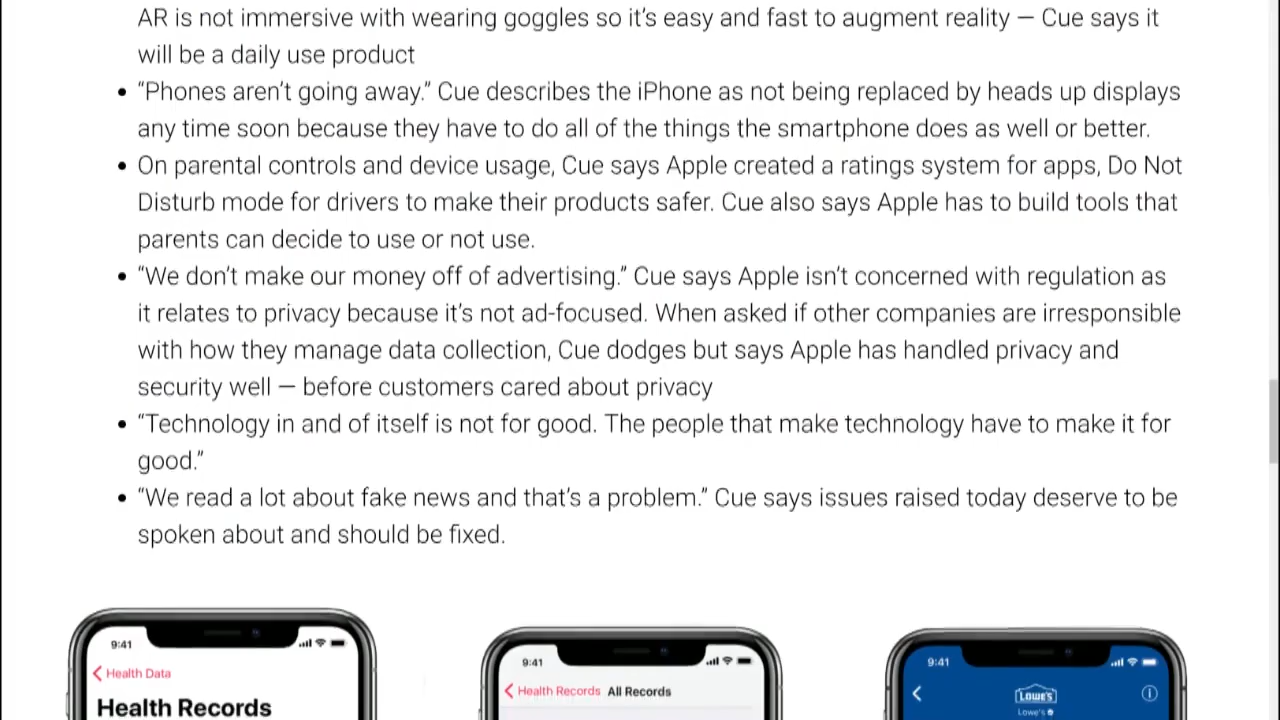 AR is not immersive with wearing goggles so it’s easy and fast to augment reality — Cue says it
will be a daily use product
• “Phones aren’t going away.” Cue describes the iPhone as not being replaced by heads up displays
any time soon because they have to do all of the things the smartphone does as well or better.
• On parental controls and device usage, Cue says Apple created a ratings system for apps, Do Not
Disturb mode for drivers to make their products safer. Cue also says Apple has to build tools that
parents can decide to use or not use.
• “We don’t make our money off of advertising.” Cue says Apple isn’t concerned with regulation as
it relates to privacy because it’s not ad-focused. When asked if other companies are irresponsible
with how they manage data collection, Cue dodges but says Apple has handled privacy and
security well — before customers cared about privacy
• “Technology in and of itself is not for good. The people that make technology have to make it for
good.”
• “We read a lot about fake news and that’s a problem.” Cue says issues raised today deserve to be
spoken about and should be fixed.
9:41
Health Data
Health Records
9:41
Health Records All Records
9:41
LOWE'S
Lowe's